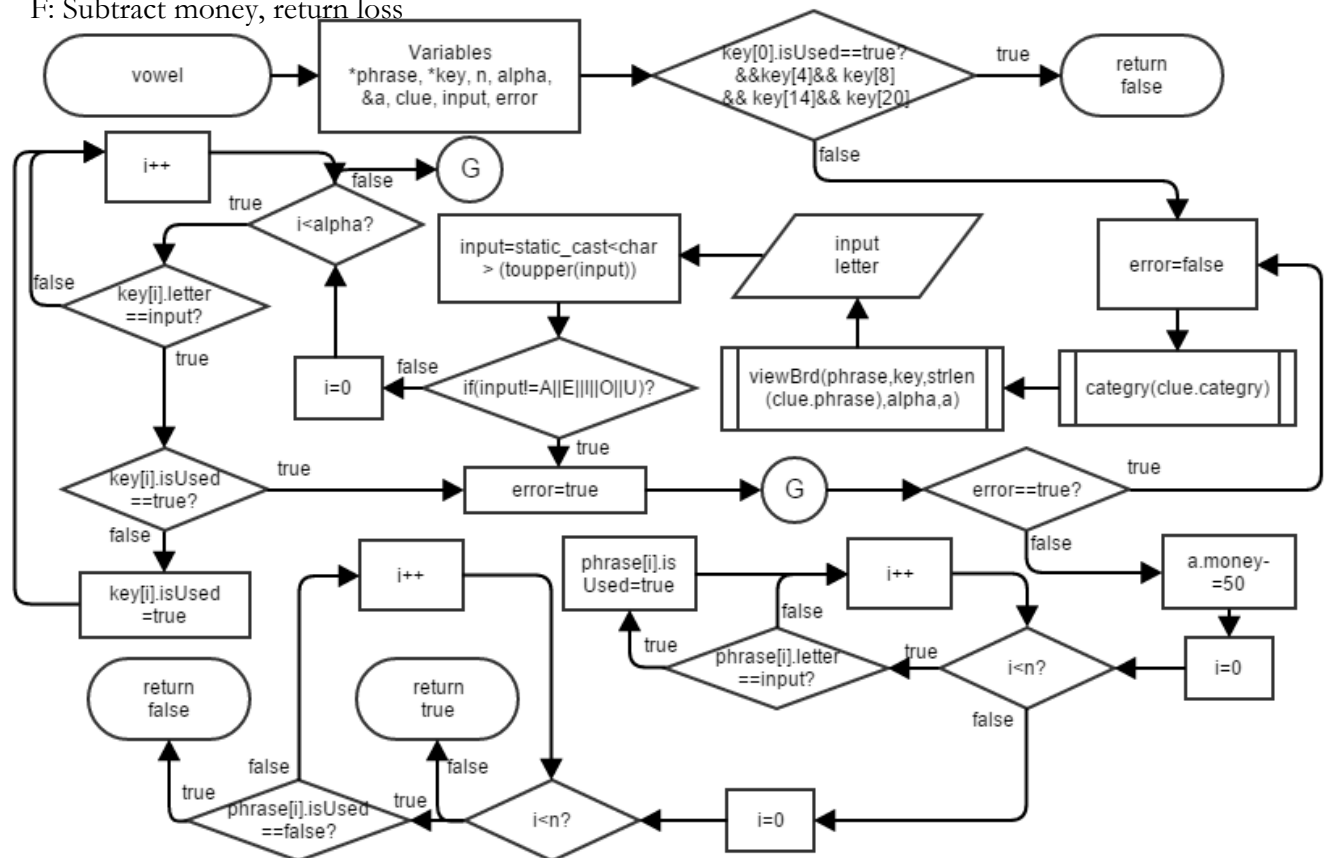 F: Subtract money, return loss
vowel
Variables
*phrase, *key, n, alpha,
&a, clue, input, error
key[0].isUsed==true?
&&key[4]&& key[8]
&& key[14]&& key[20]
true
return
false
false
i++
false
G
true
i<alpha?
input=static_cast<char
> (toupper(input))
input
letter
error=false
false
key[i].letter
==input?
true
i=0
false
if(input!=A||E||I||O||U)?
viewBrd(phrase,key,strlen
(clue.phrase),alpha,a)
categry(clue.categry)
true
key[i].isUsed
==true?
true
error=true
G
error==true?
true
false
false
key[i].isUsed
=true
i++
phrase[i].is
Used=true
i++
a.money-
=50
false
true
phrase[i].letter
==input?
true
i<n?
i=0
return
false
return
true
false
false
false
true
phrase[i].isUsed
==false?
true
i<n?
i=0